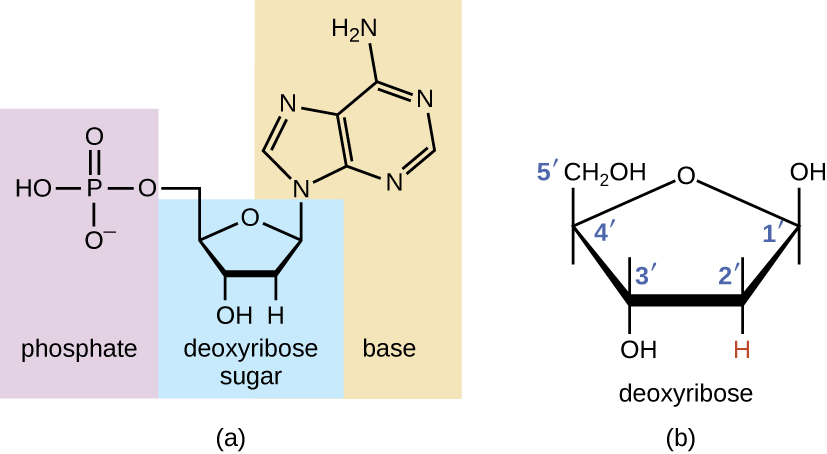 H₂N
N
N
N
N
O
HO
P
O
O⁻
O
OH
H
phosphate
deoxyribose
sugar
base
(a)
5′ CH₂OH
O
OH
4′
1′
3′
2′
OH
H
deoxyribose
(b)